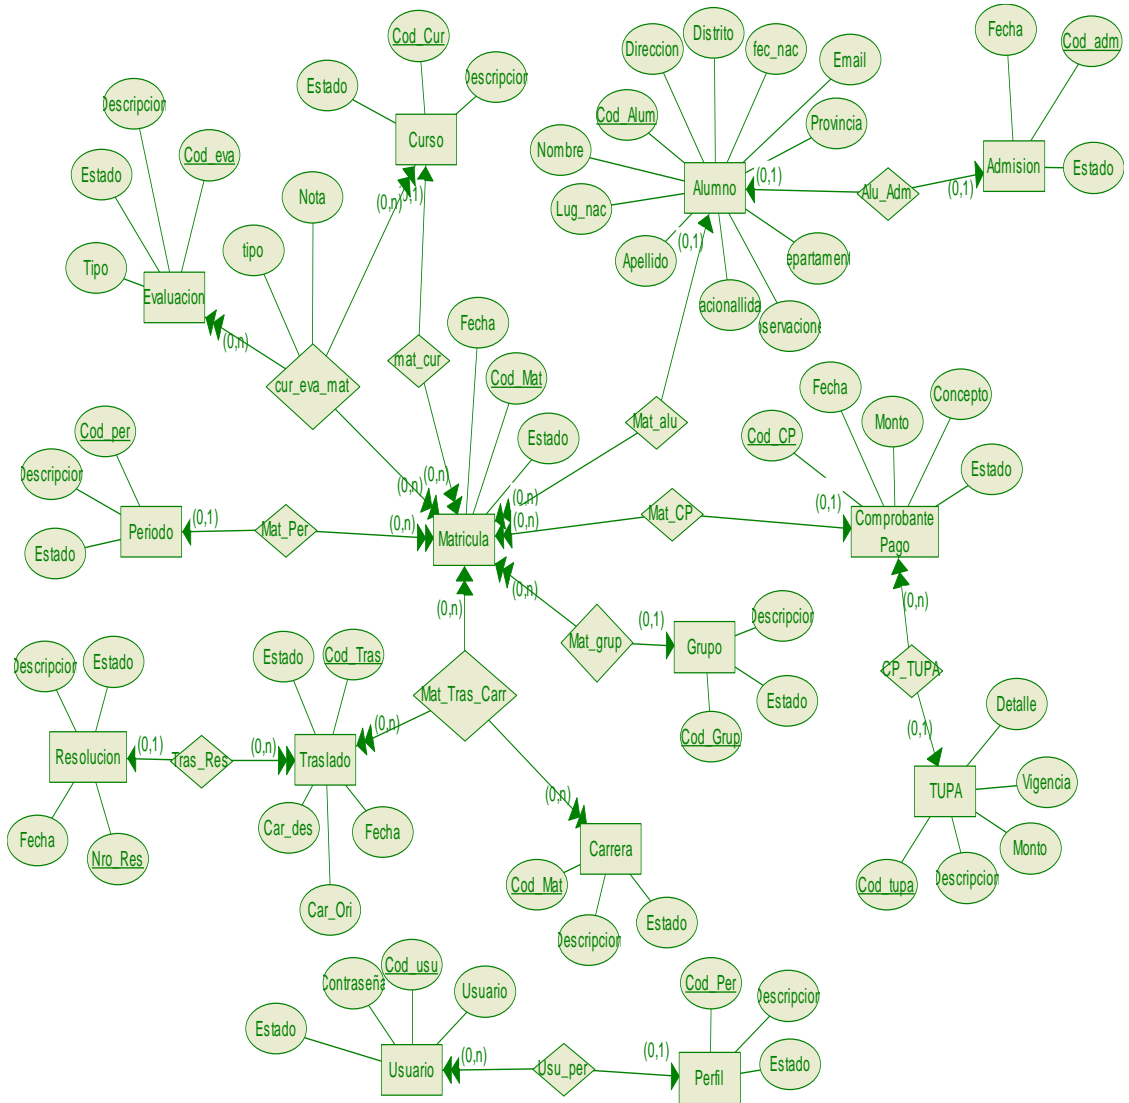 Cod_Cur
Estado
Descripcion
Curso
Descripcion
Cod_eva
Estado
Tipo
Evaluacion
Nota
tipo
(0,n)
cur_eva_mat
(0,n)
mat_cur
(0,n)
(0,n)
Direccion
Distrito
fec_nac
Email
Cod_Alum
Provincia
Nombre
Lug_nac
Apellido
Alumno
(0,1)
(0,1)
acionallida
servacione
epartament
Alu_Adm
(0,1)
Fecha
Cod_adm
Admision
Estado
Fecha
Cod_Mat
Estado
Mat_alu
(0,n)
(0,n)
Mat_CP
(0,1)
Cod_CP
Fecha
Monto
Concepto
Estado
Comprobante
Pago
(0,n)
CP_TUPA
(0,1)
TUPA
Detalle
Vigencia
Monto
Descripcion
Cod_tupa
Cod_per
Descripcion
Estado
Periodo
(0,1)
Mat_Per
(0,n)
Matricula
(0,n)
(0,n)
Mat_grup
(0,1)
Grupo
Descripcion
Estado
Cod_Grup
Mat_Tras_Carr
(0,n)
(0,n)
Descripcion
Estado
Resolucion
Fecha
Nro_Res
(0,1)
Tras_Res
(0,n)
Estado
Cod_Tras
Traslado
Car_des
Fecha
Car_Ori
Carrera
Cod_Mat
Descripcion
Estado
Contraseña
Cod_usu
Usuario
Estado
Usuario
(0,n)
Usu_per
(0,1)
Perfil
Cod_Per
Descripcion
Estado